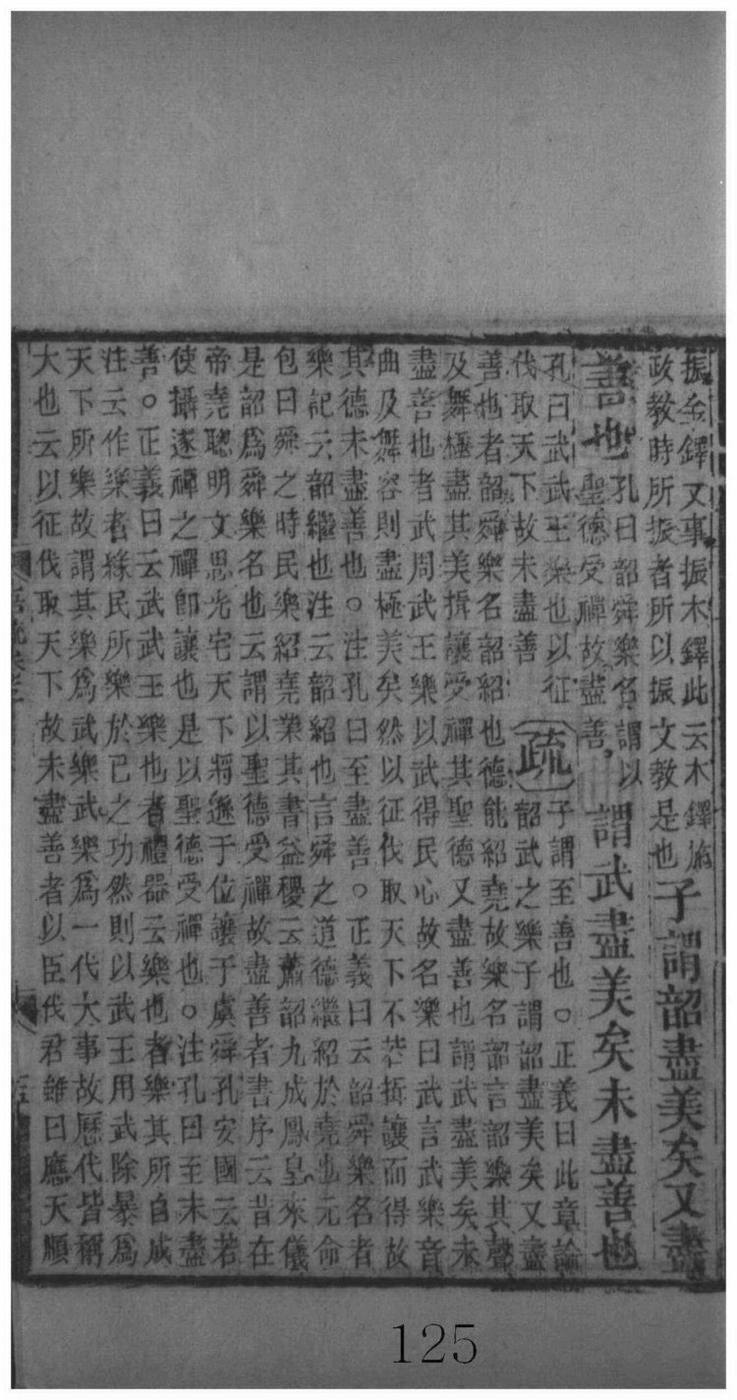 振金鐸又事振木鐸此云木鐸施
政教時所振者所以振文教是也
子謂韶盡美矣又盡
善也
孔曰韶舜樂名謂以
聖德受禪故盡善
謂武盡美矣未盡善也
孔曰武武王樂也以征
伐取天下故未盡善
疏
子謂至善也○正義曰此章論
韶武之樂子謂韶盡美矣又盡
善也者韶舜樂名韶紹也德能紹堯故樂名韶言韶樂其聲
及舞極盡其美揖讓受禪其聖德又盡善也謂武盡美矣未
盡善也者武周武王樂以武得民心故名樂曰武言武樂音
曲及舞容則盡極美矣然以征伐取天下不若揖讓而得故
其德未盡善也○注孔曰至盡善○正義曰云韶舜樂名者
樂記云韶繼也注云韶紹也言舜之道德繼紹於堯也元命
包曰舜之時民樂紹堯業其書益稷云簫韶九成鳳皇來儀
是韶爲舜樂名也云謂以聖德受禪故盡善者書序云昔在
帝堯聰明文思光宅天下將遜于位讓于虞舜孔安國云若
使攝遂禪之禪卽讓也是以聖德受禪也○注孔曰至未盡
善○正義曰云武武王樂也者禮器云樂也者樂其所自成
注云作樂者緣民所樂於己之功然則以武王用武除暴爲
天下所樂故謂其樂爲武樂武樂爲一代大事故歷代皆稱
大也云以征伐取天下故未盡善者以臣伐君雖曰應天順
125